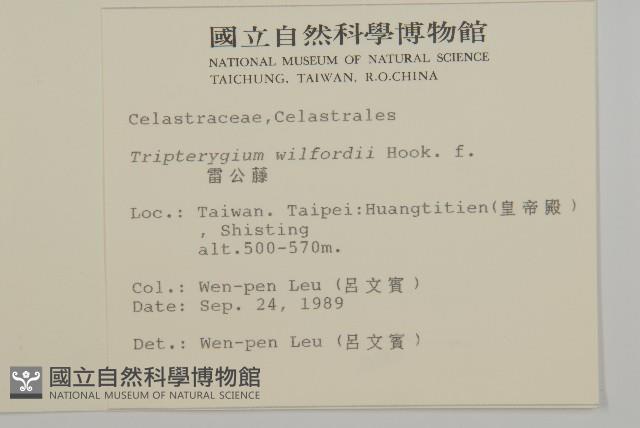 國立自然科學博物館
NATIONAL MUSEUM OF NATURAL SCIENCE
TAICHUNG, TAIWAN, R.O.CHINA
Celastraceae,Celastrales
Tripterygium wilfordii Hook. f.
雷公藤
Loc.: Taiwan. Taipei:Huangtitien(皇帝殿)
, Shisting
alt.500-570m.
Col.: Wen-pen Leu (呂文賓)
Date: Sep. 24, 1989
Det.: Wen-pen Leu (呂文賓)
國立自然科學博物館
NATIONAL MUSEUM OF NATURAL SCIENCE